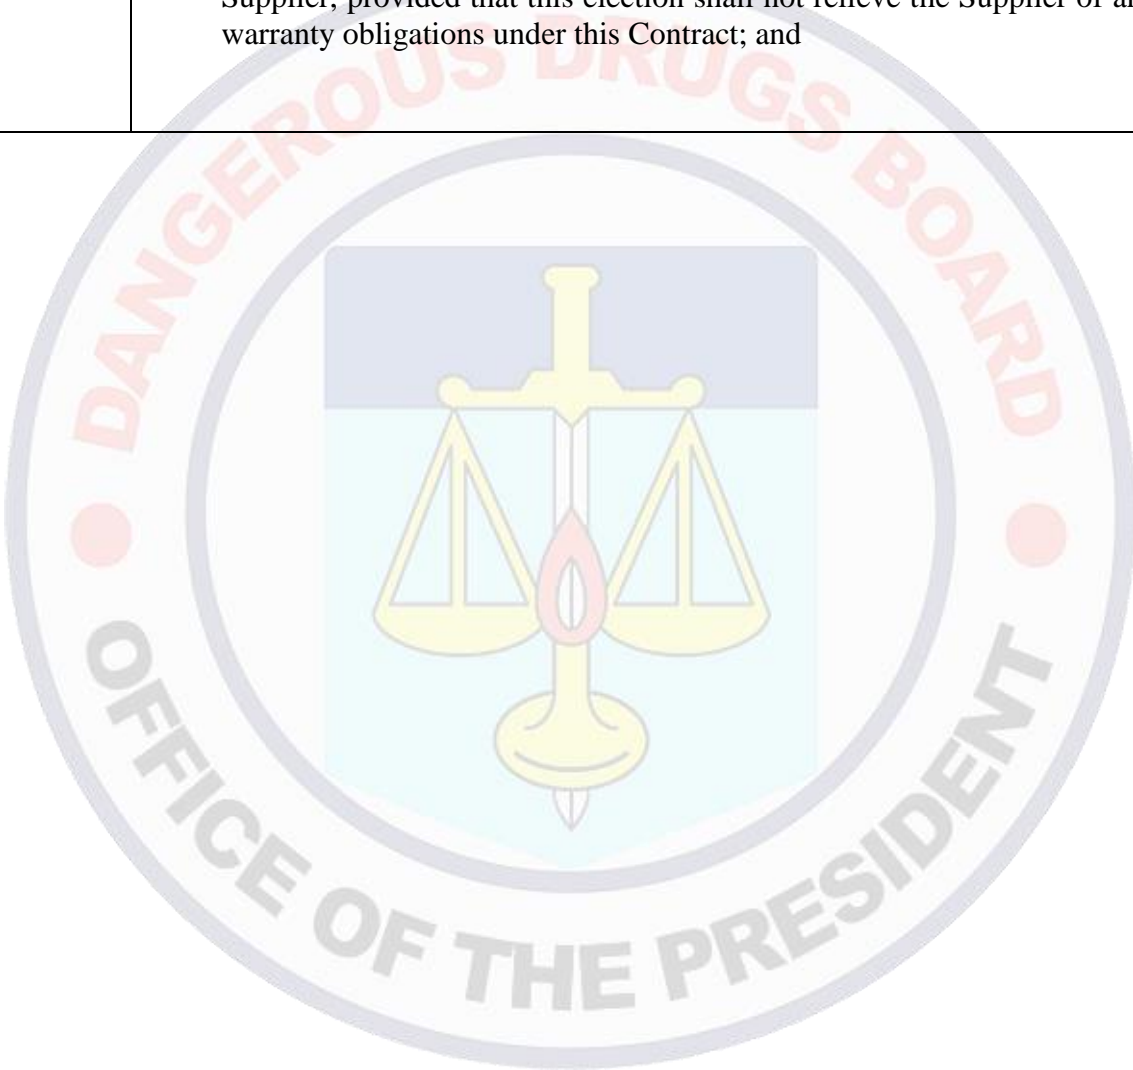 Supplier, provided that this election shall not relieve the Supplier of
warranty obligations under this Contract; and
DANGEROUS DRUGS BOARD
OFFICE OF THE PRESIDENT